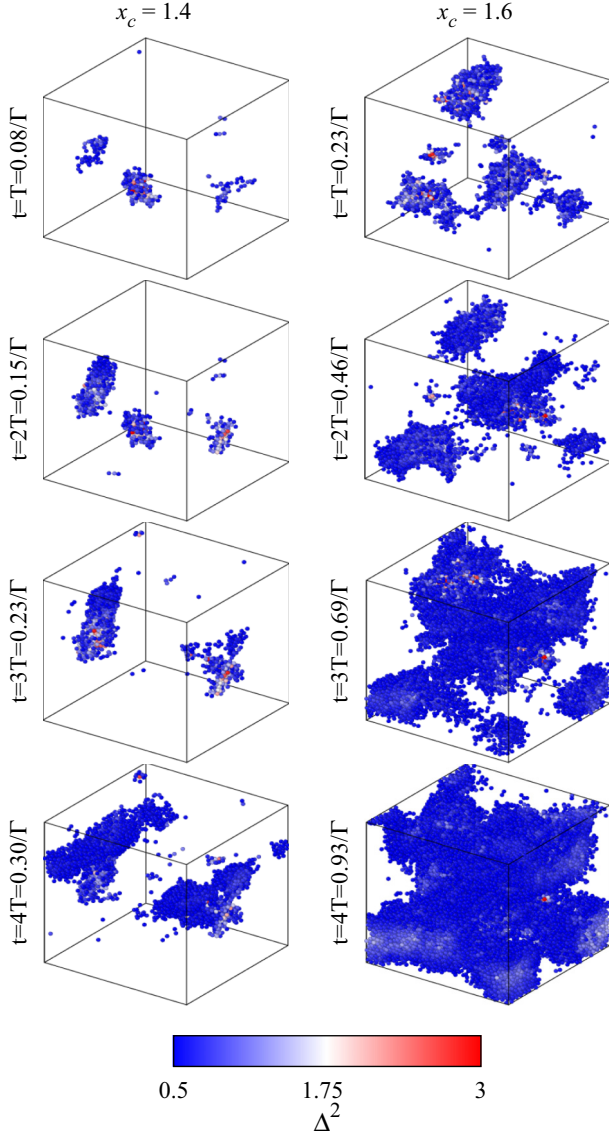 x_c = 1.4
x_c = 1.6
t=T=0.08/Γ
t=T=0.23/Γ
t=2T=0.15/Γ
t=2T=0.46/Γ
t=3T=0.23/Γ
t=3T=0.69/Γ
t=4T=0.30/Γ
t=4T=0.93/Γ
0.5 1.75 3
Δ²